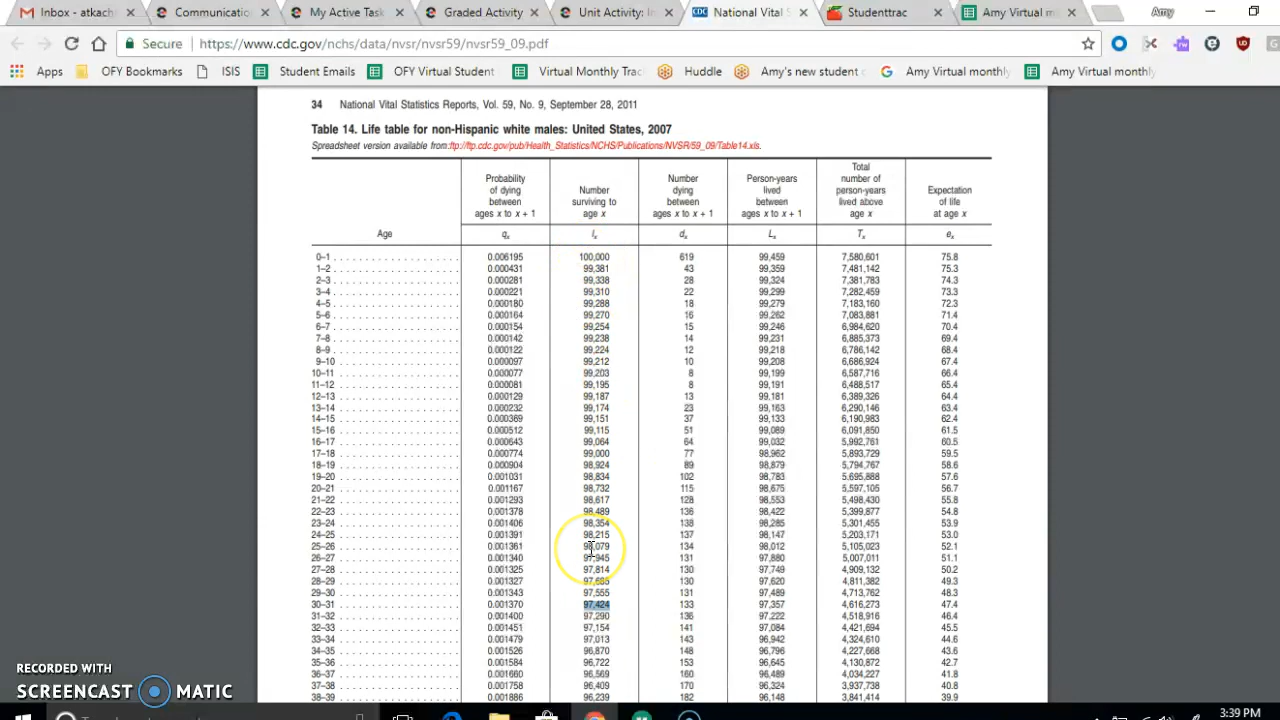 Inbox - atkach
Communicatio
My Active Task
Graded Activity
Unit Activity: In
CDC National Vital S
Studenttrac
Amy Virtual m
Amy
Secure https://www.cdc.gov/nchs/data/nvsr/nvsr59/nvsr59_09.pdf
Apps OFY Bookmarks ISIS Student Emails OFY Virtual Student Virtual Monthly Trac Huddle Amy's new student Amy Virtual monthly Amy Virtual monthly
34 National Vital Statistics Reports, Vol. 59, No. 9, September 28, 2011
Table 14. Life table for non-Hispanic white males: United States, 2007
Spreadsheet version available from:ftp://ftp.cdc.gov/pub/Health_Statistics/NCHS/Publications/NVSR/59_09/Table14.xls.
Total
Probability Number Person-years number of
of dying Number dying lived person-years Expectation
between surviving to between between lived above of life
ages x to x + 1 age x ages x to x + 1 ages x to x + 1 age x at age x
Age qx lx dx Lx Tx ex
0–1 0.006195 100,000 619 99,459 7,580,601 75.8
1–2 0.000431 99,381 43 99,359 7,481,142 75.3
2–3 0.000281 99,338 28 99,324 7,381,783 74.3
3–4 0.000221 99,310 22 99,299 7,282,459 73.3
4–5 0.000180 99,288 18 99,279 7,183,160 72.3
5–6 0.000164 99,270 16 99,262 7,083,881 71.4
6–7 0.000154 99,254 15 99,246 6,984,620 70.4
7–8 0.000142 99,238 14 99,231 6,885,373 69.4
8–9 0.000122 99,224 12 99,218 6,786,142 68.4
9–10 0.000097 99,212 10 99,208 6,686,924 67.4
10–11 0.000077 99,203 8 99,199 6,587,716 66.4
11–12 0.000081 99,195 8 99,191 6,488,517 65.4
12–13 0.000129 99,187 13 99,181 6,389,326 64.4
13–14 0.000232 99,174 23 99,163 6,290,146 63.4
14–15 0.000369 99,151 37 99,133 6,190,983 62.4
15–16 0.000512 99,115 51 99,089 6,091,850 61.5
16–17 0.000643 99,064 64 99,032 5,992,761 60.5
17–18 0.000774 99,000 77 98,962 5,893,729 59.5
18–19 0.000904 98,924 89 98,879 5,794,767 58.6
19–20 0.001031 98,834 102 98,783 5,695,888 57.6
20–21 0.001167 98,732 115 98,675 5,597,105 56.7
21–22 0.001293 98,617 128 98,553 5,498,430 55.8
22–23 0.001378 98,489 136 98,422 5,399,877 54.8
23–24 0.001406 98,354 138 98,285 5,301,455 53.9
24–25 0.001391 98,215 137 98,147 5,203,171 53.0
25–26 0.001361 98,079 134 98,012 5,105,023 52.1
26–27 0.001340 97,945 131 97,880 5,007,011 51.1
27–28 0.001325 97,814 130 97,749 4,909,132 50.2
28–29 0.001327 97,685 130 97,620 4,811,382 49.3
29–30 0.001343 97,555 131 97,489 4,713,762 48.3
30–31 0.001370 97,424 133 97,357 4,616,273 47.4
31–32 0.001400 97,290 136 97,222 4,518,916 46.4
32–33 0.001451 97,154 141 97,084 4,421,694 45.5
33–34 0.001479 97,013 143 96,942 4,324,610 44.6
34–35 0.001526 96,870 148 96,796 4,227,668 43.6
35–36 0.001584 96,722 153 96,645 4,130,872 42.7
36–37 0.001660 96,569 160 96,489 4,034,227 41.8
37–38 0.001758 96,409 170 96,324 3,937,738 40.8
38–39 0.001886 96,239 182 96,148 3,841,414 39.9
RECORDED WITH
SCREENCAST MATIC
3:39 PM